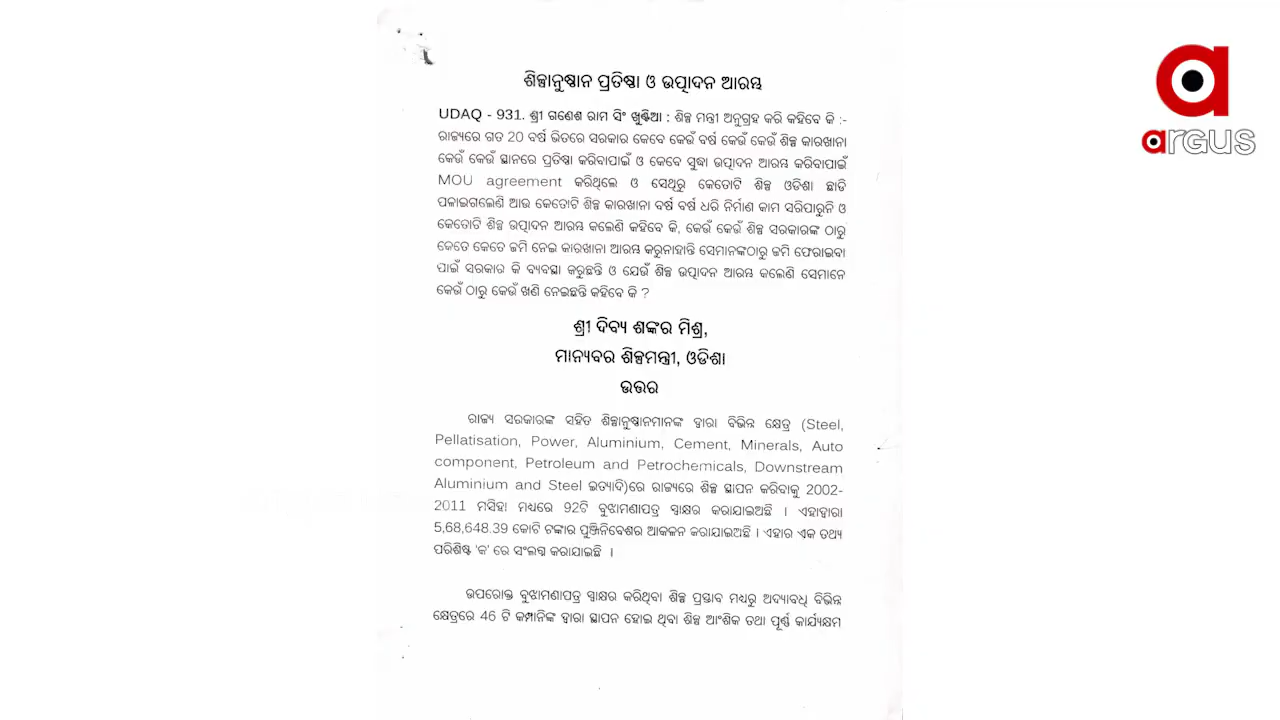 ଶିଳ୍ପାନୁଷ୍ଠାନ ପ୍ରତିଷ୍ଠା ଓ ଉତ୍ପାଦନ ଆରମ୍ଭ
UDAQ - 931. ଶ୍ରୀ ଗଣେଶ ରାମ ସିଂ ଖୁଣ୍ଟିଆ : ଶିଳ୍ପ ମନ୍ତ୍ରୀ ଅନୁଗ୍ରହ କରି କହିବେ କି :-
ରାଜ୍ୟରେ ଗତ 20 ବର୍ଷ ଭିତରେ ସରକାର କେବେ କେଉଁ ବର୍ଷ କେଉଁ କେଉଁ ଶିଳ୍ପ କାରଖାନା
କେଉଁ କେଉଁ ସ୍ଥାନରେ ପ୍ରତିଷ୍ଠା କରିବାପାଇଁ ଓ କେବେ ସୁଦ୍ଧା ଉତ୍ପାଦନ ଆରମ୍ଭ କରିବାପାଇଁ
MOU agreement କରିଥିଲେ ଓ ସେଥିରୁ କେତୋଟି ଶିଳ୍ପ ଓଡିଶା ଛାଡି
ପଳାଇଗଲେଣି ଆଉ କେତୋଟି ଶିଳ୍ପ କାରଖାନା ବର୍ଷ ବର୍ଷ ଧରି ନିର୍ମାଣ କାମ ସରିପାରୁନି ଓ
କେତୋଟି ଶିଳ୍ପ ଉତ୍ପାଦନ ଆରମ୍ଭ କଲେଣି କହିବେ କି, କେଉଁ କେଉଁ ଶିଳ୍ପ ସରକାରଙ୍କ ଠାରୁ
କେତେ କେତେ ଜମି ନେଇ କାରଖାନା ଆରମ୍ଭ କରୁନାହାନ୍ତି ସେମାନଙ୍କଠାରୁ ଜମି ଫେରାଇବା
ପାଇଁ ସରକାର କି ବ୍ୟବସ୍ଥା କରୁଛନ୍ତି ଓ ଯେଉଁ ଶିଳ୍ପ ଉତ୍ପାଦନ ଆରମ୍ଭ କଲେଣି ସେମାନେ
କେଉଁ ଠାରୁ କେଉଁ ଖଣି ନେଇଛନ୍ତି କହିବେ କି ?
ଶ୍ରୀ ଦିବ୍ୟ ଶଙ୍କର ମିଶ୍ର,
ମାନ୍ୟବର ଶିଳ୍ପମନ୍ତ୍ରୀ, ଓଡିଶା
ଉତ୍ତର
ରାଜ୍ୟ ସରକାରଙ୍କ ସହିତ ଶିଳ୍ପାନୁଷ୍ଠାନମାନଙ୍କ ଦ୍ୱାରା ବିଭିନ୍ନ କ୍ଷେତ୍ର (Steel,
Pellatisation, Power, Aluminium, Cement, Minerals, Auto
component, Petroleum and Petrochemicals, Downstream
Aluminium and Steel ଇତ୍ୟାଦି)ରେ ରାଜ୍ୟରେ ଶିଳ୍ପ ସ୍ଥାପନ କରିବାକୁ 2002-
2011 ମସିହା ମଧ୍ୟରେ 92ଟି ବୁଝାମଣାପତ୍ର ସ୍ୱାକ୍ଷର କରାଯାଇଅଛି । ଏହାଦ୍ୱାରା
5,68,648.39 କୋଟି ଟଙ୍କାର ପୁଞ୍ଜିନିବେଶର ଆକଳନ କରାଯାଇଅଛି । ଏହାର ଏକ ତଥ୍ୟ
ପରିଶିଷ୍ଟ 'କ' ରେ ସଂଲଗ୍ନ କରାଯାଇଛି ।
ଉପରୋକ୍ତ ବୁଝାମଣାପତ୍ର ସ୍ୱାକ୍ଷର କରିଥିବା ଶିଳ୍ପ ପ୍ରସ୍ତାବ ମଧ୍ୟରୁ ଅଦ୍ୟାବଧି ବିଭିନ୍ନ
କ୍ଷେତ୍ରରେ 46 ଟି କମ୍ପାନିଙ୍କ ଦ୍ୱାରା ସ୍ଥାପନ ହୋଇ ଥିବା ଶିଳ୍ପ ଆଂଶିକ ତଥା ପୂର୍ଣ୍ଣ କାର୍ଯ୍ୟକ୍ଷମ
a
argus